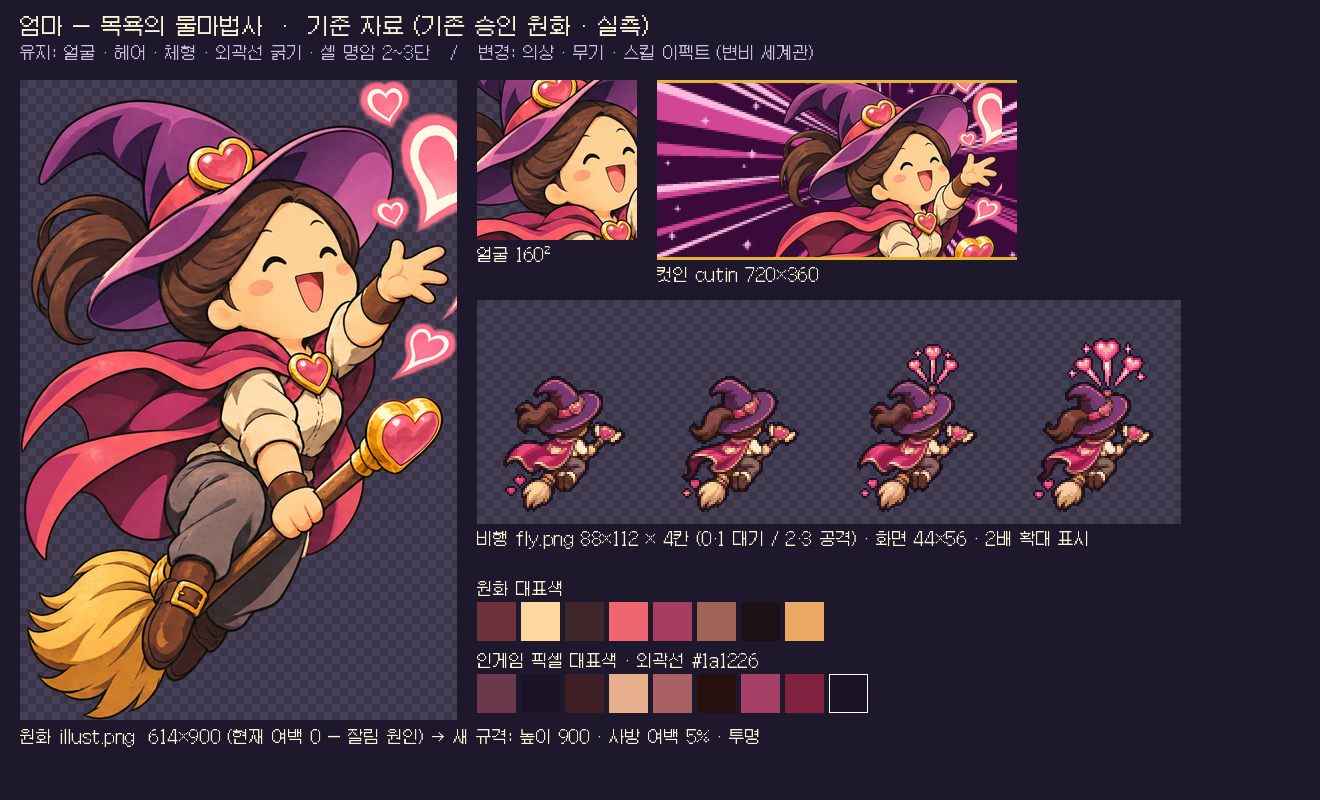 엄마 — 목욕의 물마법사 · 기준 자료 (기존 승인 원화 · 실측)
유지: 얼굴 · 헤어 · 체형 · 외곽선 굵기 · 셀 명암 2~3단 / 변경: 의상 · 무기 · 스킬 이펙트 (변비 세계관)
얼굴 160²
컷인 cutin 720×360
비행 fly.png 88×112 × 4칸 (0·1 대기 / 2·3 공격) · 화면 44×56 · 2배 확대 표시
원화 대표색
인게임 픽셀 대표색 · 외곽선 #1a1226
원화 illust.png 614×900 (현재 여백 0 — 잘림 원인) → 새 규격: 높이 900 · 사방 여백 5% · 투명